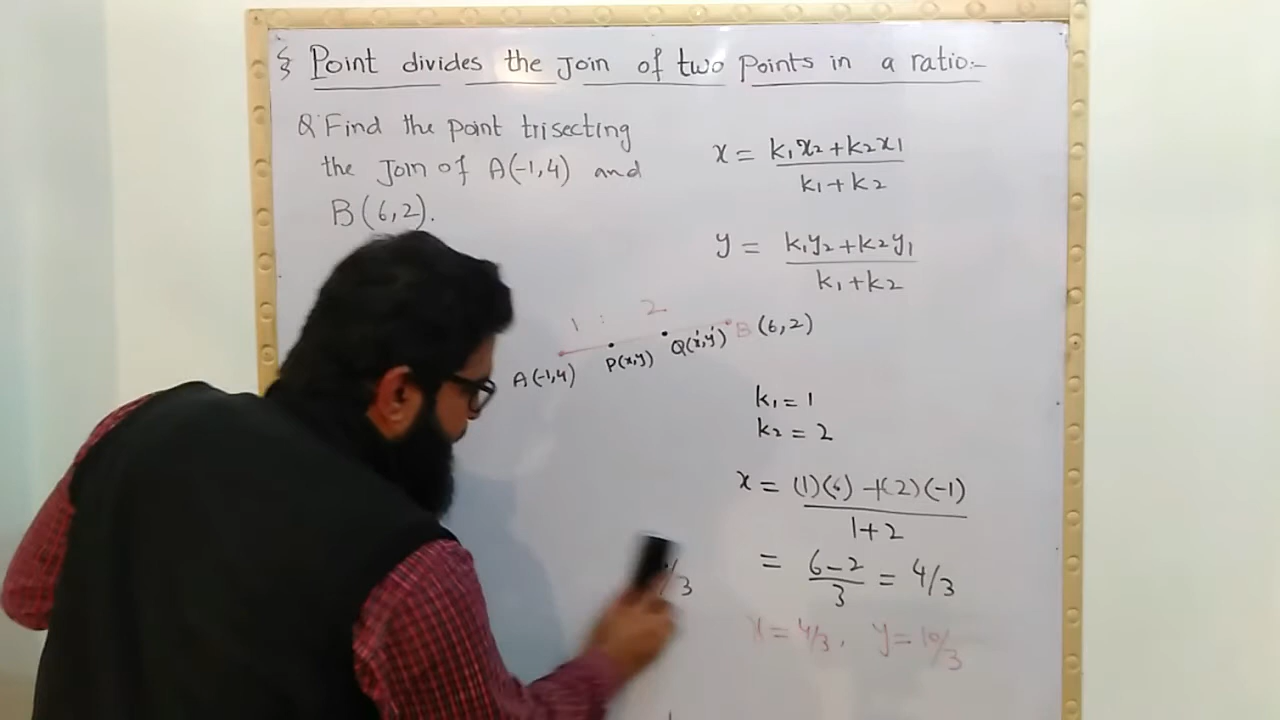 § Point divides the Join of two points in a ratio:-
Q Find the point trisecting
the Join of A(-1,4) and
B(6,2).
x = k₁x₂+k₂x₁
k₁+k₂
y = k₁y₂+k₂y₁
k₁+k₂
1 : 2
A(-1,4) P(x,y) Q(x',y') B (6,2)
k₁ = 1
k₂ = 2
x = (1)(6)+(2)(-1)
1+2
= 6-2 = 4/3
3
/3
x = 4/3, y = 10/3